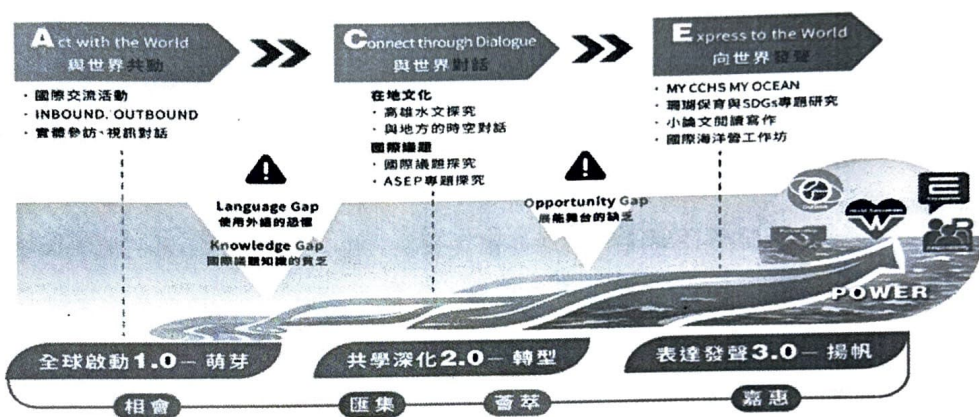 Act with the World
與世界共動
Connect through Dialogue
與世界對話
Express to the World
向世界發聲
・國際交流活動
・INBOUND、OUTBOUND
・實體參訪、視訊對話
在地文化
・高雄水文探究
・與地方的時空對話
國際議題
・國際議題探究
・ASEP專題探究
・MY CCHS MY OCEAN
・珊瑚保育與SDGs專題研究
・小論文閱讀寫作
・國際海洋營工作坊
Language Gap
使用外語的恐懼
Knowledge Gap
國際議題知識的貧乏
Opportunity Gap
展能舞台的缺乏
W
POWER
全球啟動1.0－萌芽
共學深化2.0－轉型
表達發聲3.0－揚帆
相會
匯集
薈萃
嘉惠